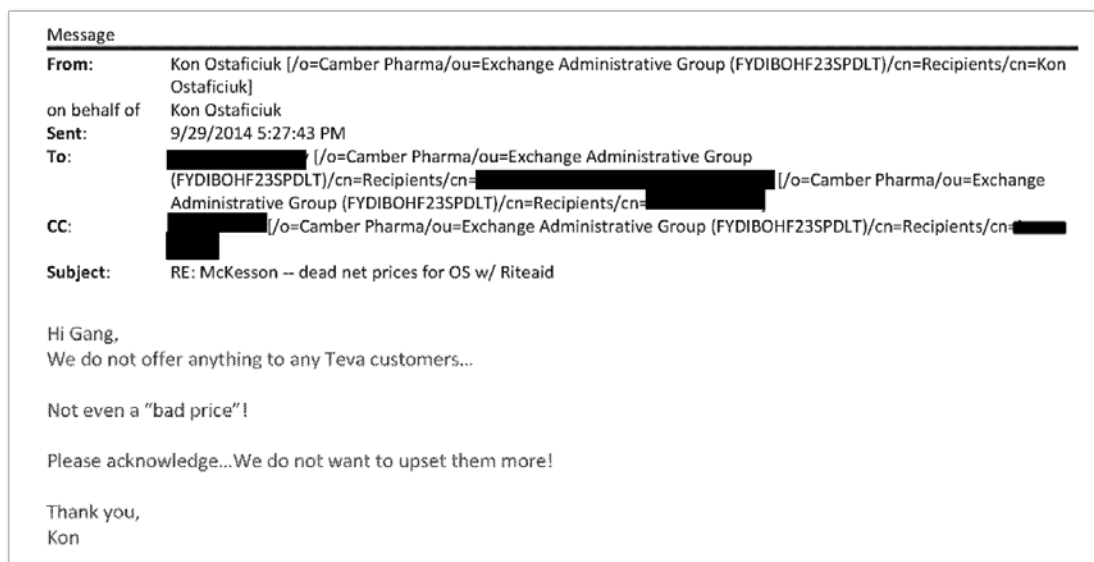 Message
From: Kon Ostaficiuk [/o=Camber Pharma/ou=Exchange Administrative Group (FYDIBOHF23SPDLT)/cn=Recipients/cn=Kon
Ostaficiuk]
on behalf of Kon Ostaficiuk
Sent: 9/29/2014 5:27:43 PM
To: [/o=Camber Pharma/ou=Exchange Administrative Group
(FYDIBOHF23SPDLT)/cn=Recipients/cn= [/o=Camber Pharma/ou=Exchange
Administrative Group (FYDIBOHF23SPDLT)/cn=Recipients/cn= ]
CC: [/o=Camber Pharma/ou=Exchange Administrative Group (FYDIBOHF23SPDLT)/cn=Recipients/cn=
Subject: RE: McKesson -- dead net prices for OS w/ Riteaid
Hi Gang,
We do not offer anything to any Teva customers...
Not even a “bad price”!
Please acknowledge...We do not want to upset them more!
Thank you,
Kon